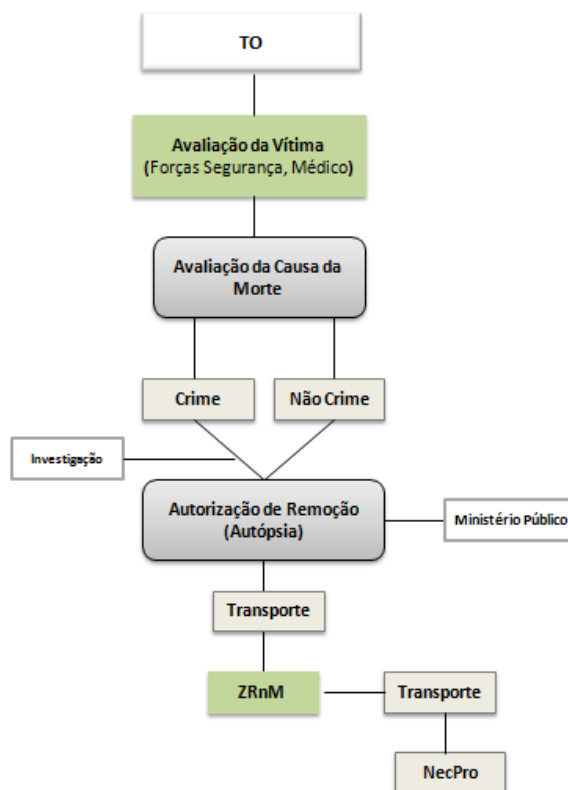 TO
Avaliação da Vítima
(Forças Segurança, Médico)
Avaliação da Causa da
Morte
Crime
Não Crime
Investigação
Autorização de Remoção
(Autópsia)
Ministério Público
Transporte
ZRnM
Transporte
NecPro